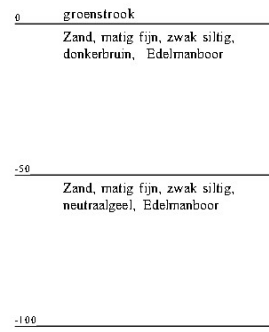 0 groenstrook
Zand, matig fijn, zwak siltig,
donkerbruin, Edelmanboor
-50
Zand, matig fijn, zwak siltig,
neutraalgeel, Edelmanboor
-100